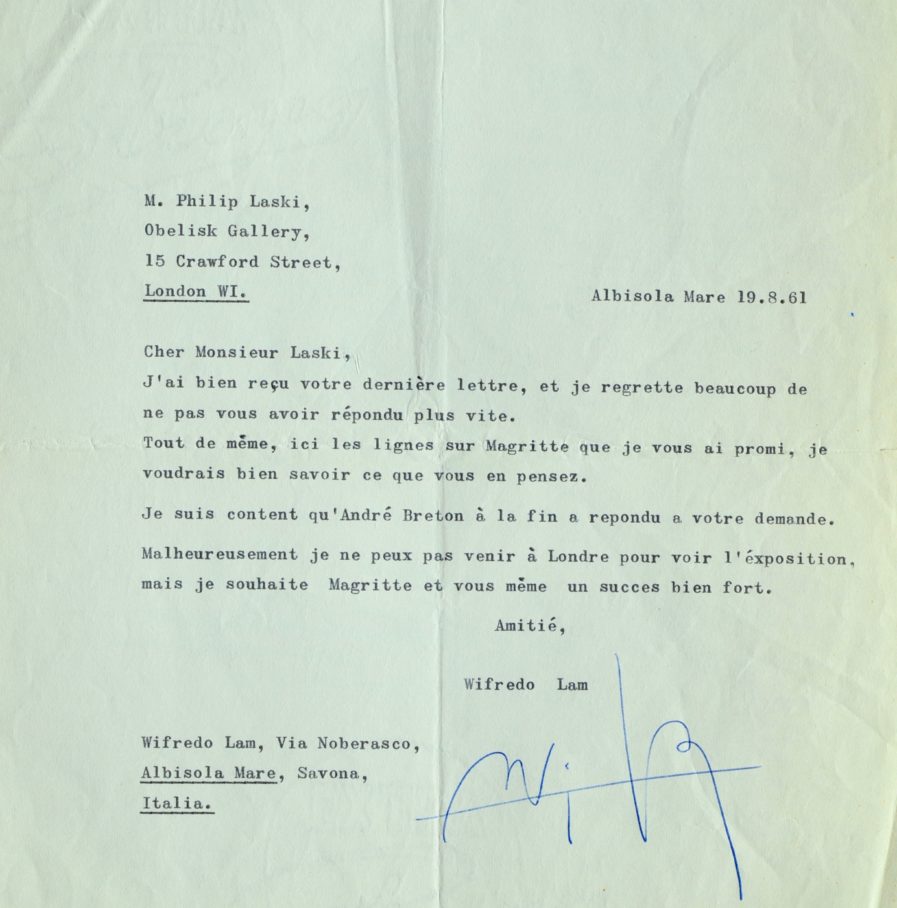 M. Philip Laski,
Obelisk Gallery,
15 Crawford Street,
London WI.
Albisola Mare 19.8.61
Cher Monsieur Laski,
J'ai bien reçu votre dernière lettre, et je regrette beaucoup de
ne pas vous avoir répondu plus vite.
Tout de même, ici les lignes sur Magritte que je vous ai promi, je
voudrais bien savoir ce que vous en pensez.
Je suis content qu'André Breton à la fin a repondu a votre demande.
Malheureusement je ne peux pas venir à Londre pour voir l'éxposition,
mais je souhaite Magritte et vous même un succes bien fort.
Amitié,
Wifredo Lam
Wifredo Lam, Via Noberasco,
Albisola Mare, Savona,
Italia.